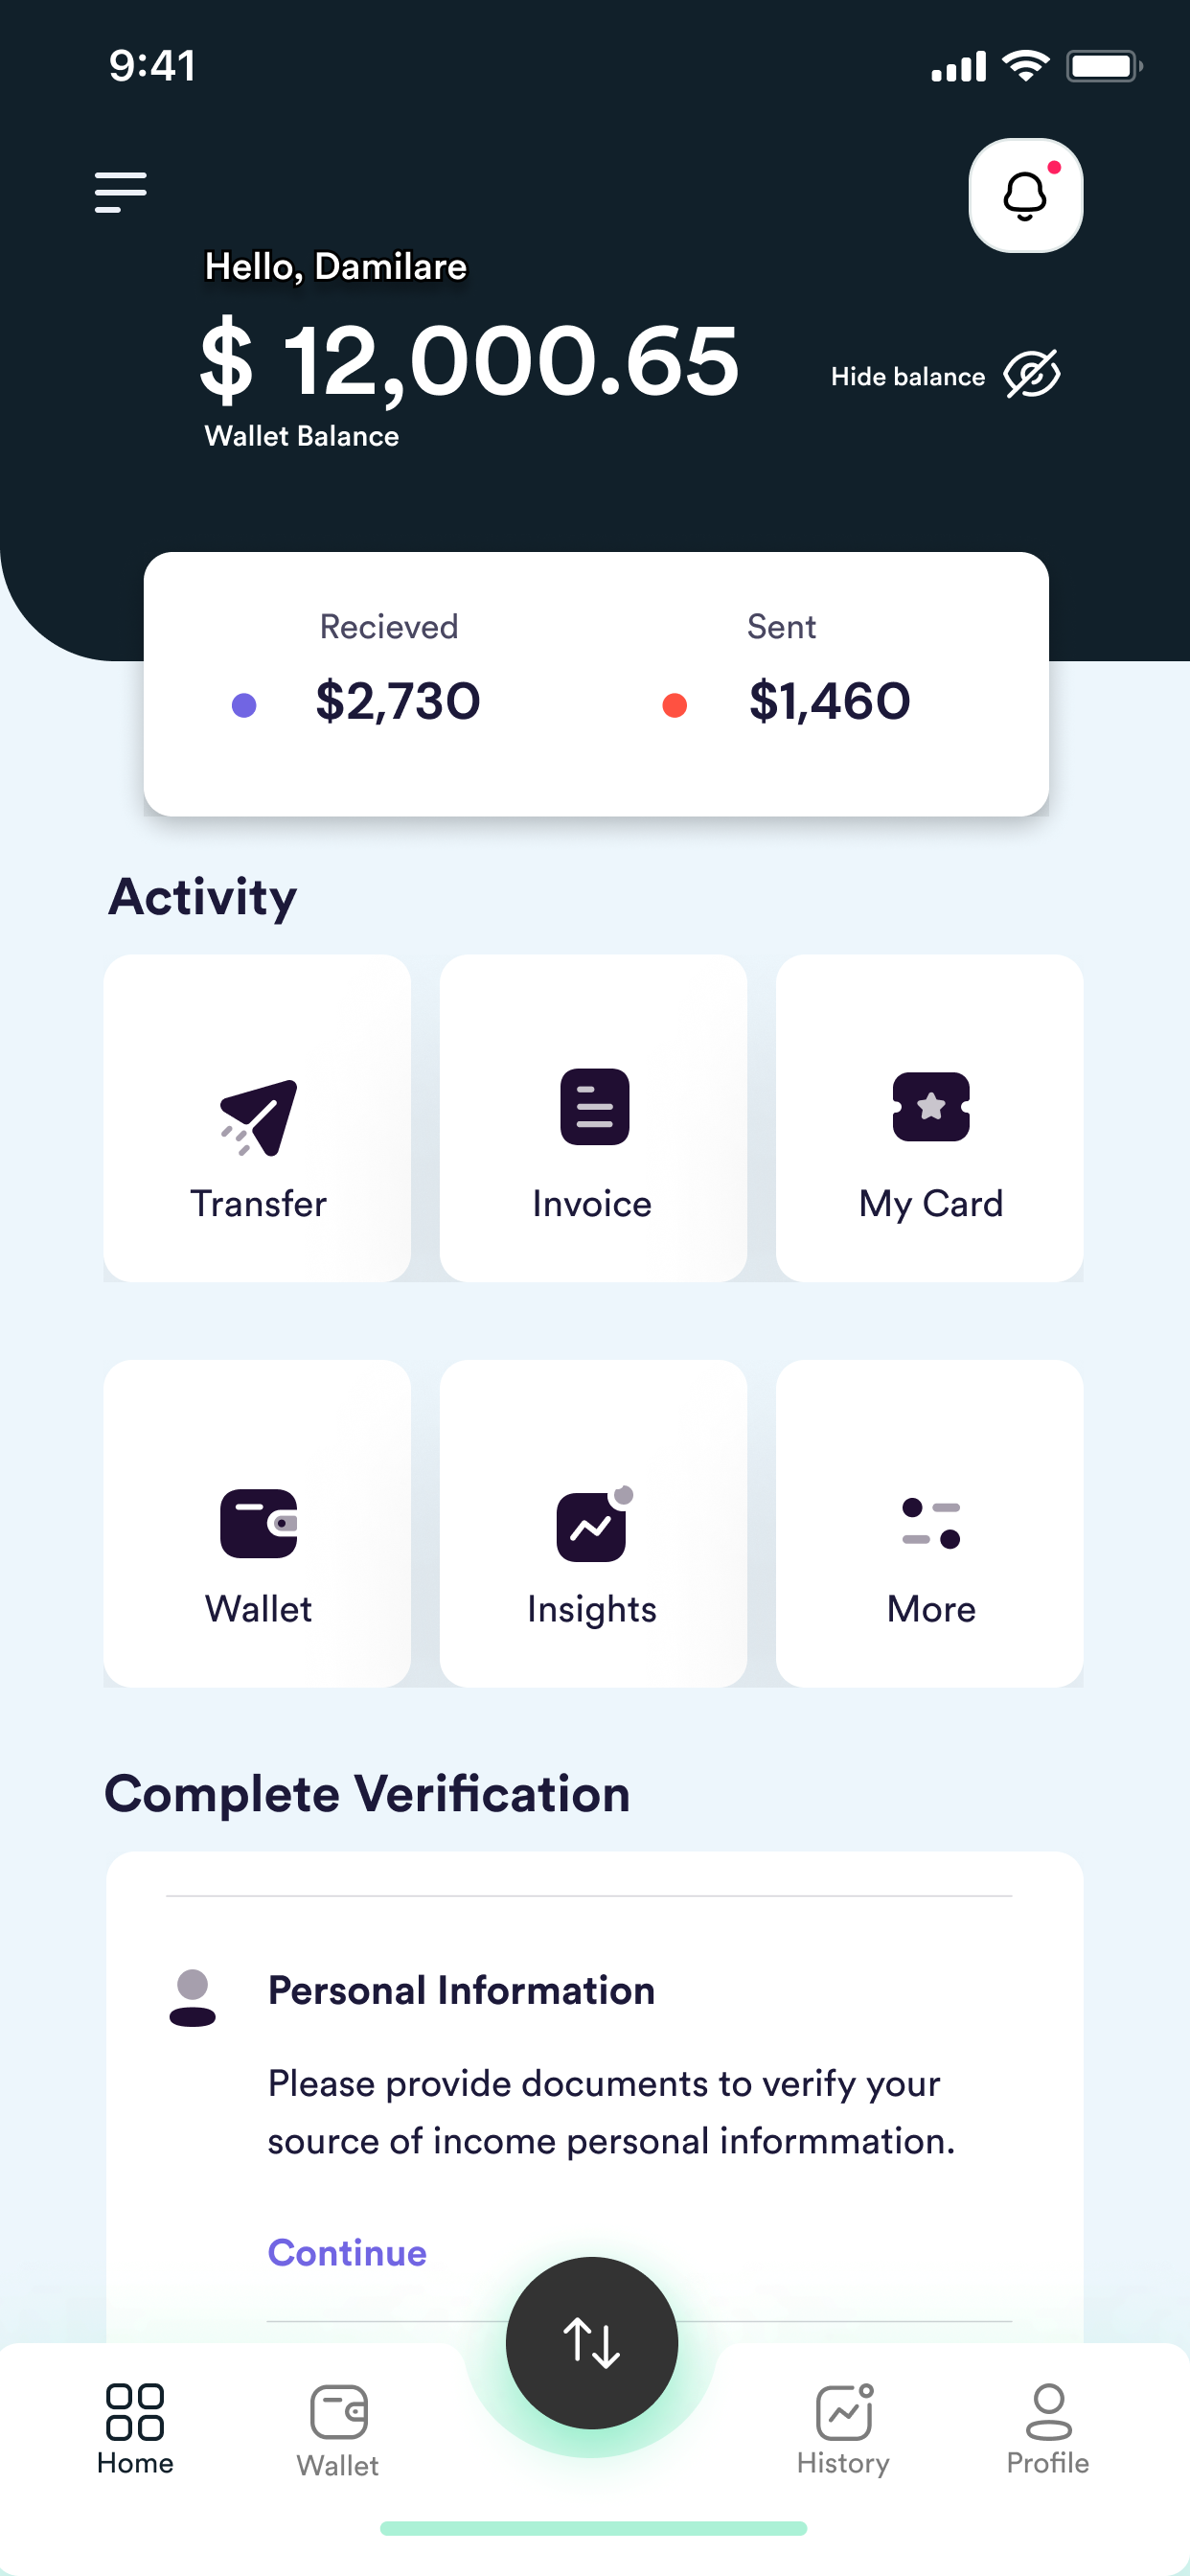 9:41
Hello, Damilare
$ 12,000.65
Hide balance
Wallet Balance
Recieved
Sent
$2,730
$1,460
Activity
Transfer
Invoice
My Card
Wallet
Insights
More
Complete Verification
Personal Information
Please provide documents to verify your
source of income personal informmation.
Continue
Home
Wallet
History
Profile